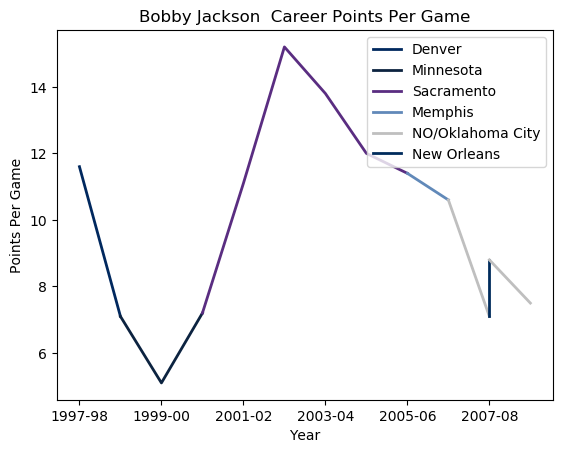 Bobby Jackson  Career Points Per Game
Denver
Minnesota
Sacramento
Memphis
NO/Oklahoma City
New Orleans
14
12
10
8
6
Points Per Game
1997-98 1999-00 2001-02 2003-04 2005-06 2007-08
Year